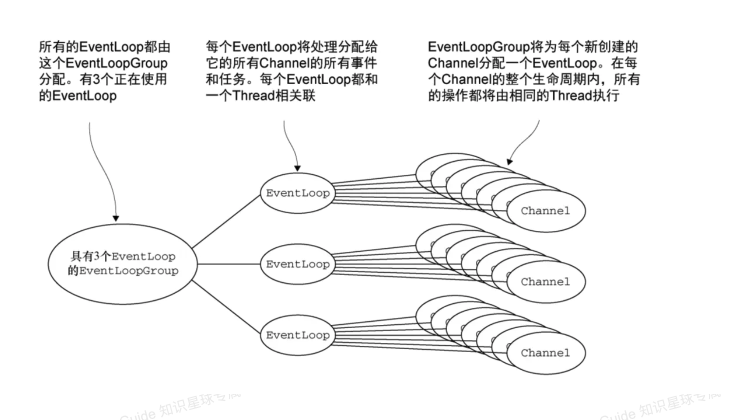 所有的EventLoop都由
这个EventLoopGroup
分配。有3个正在使用
的EventLoop
每个EventLoop将处理分配给
它的所有Channel的所有事件
和任务。每个EventLoop都和
一个Thread相关联
EventLoopGroup将为每个新创建的
Channel分配一个EventLoop。在每
个Channel的整个生命周期内，所有
的操作都将由相同的Thread执行
EventLoop
Channel
具有3个EventLoop
的EventLoopGroup
EventLoop
Channel
EventLoop
Channel
Guide 知识星球专属
知识星球专属